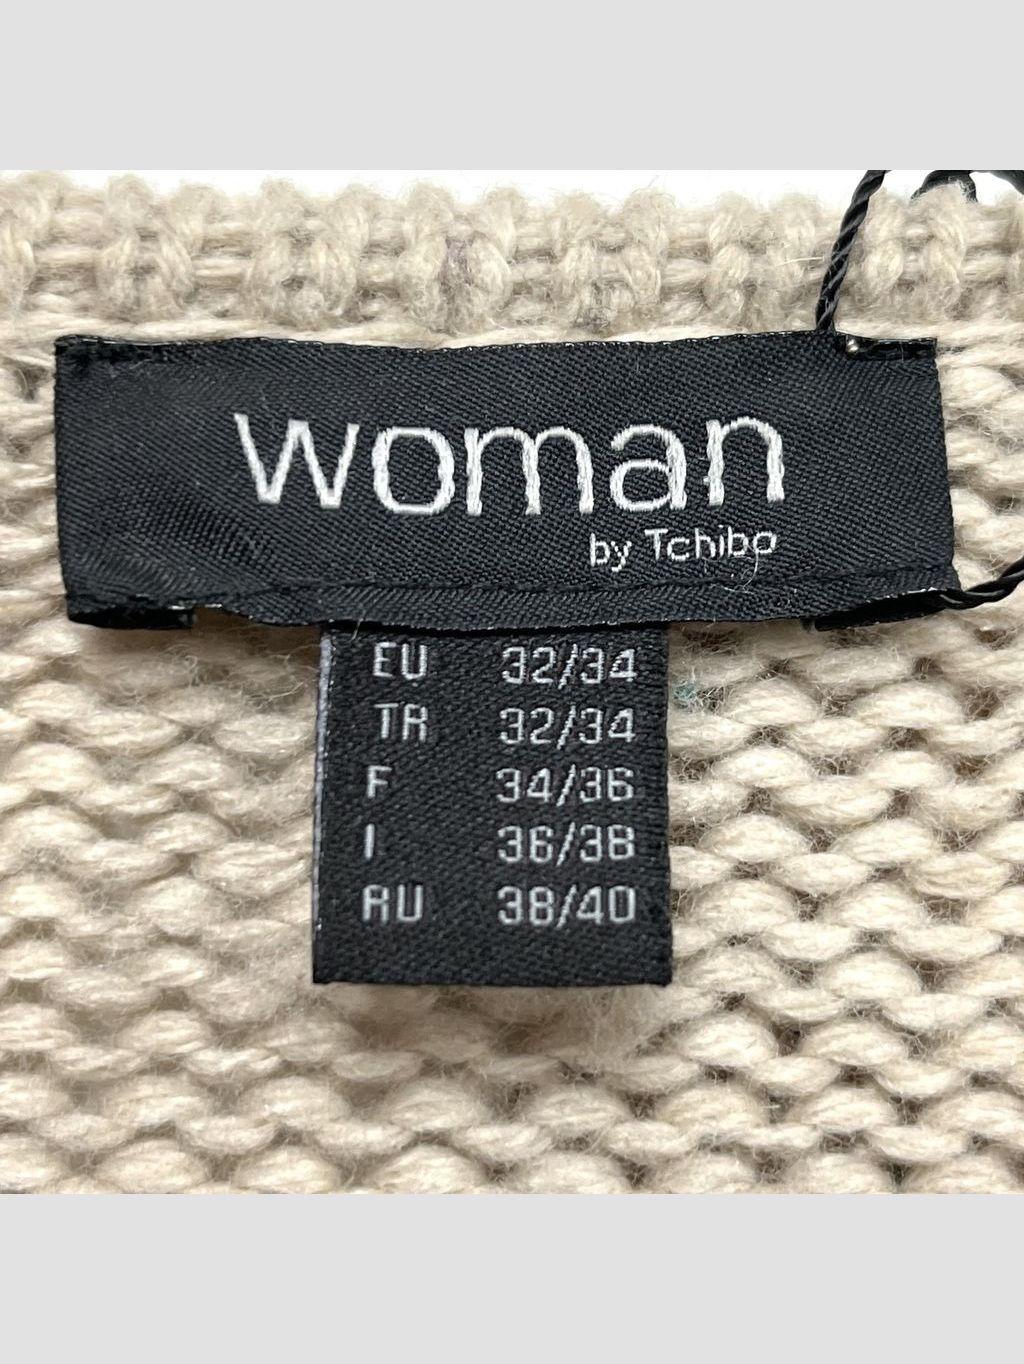 woman
by Tchibo
EU 32/34
TR 32/34
F 34/36
I 36/38
RU 38/40